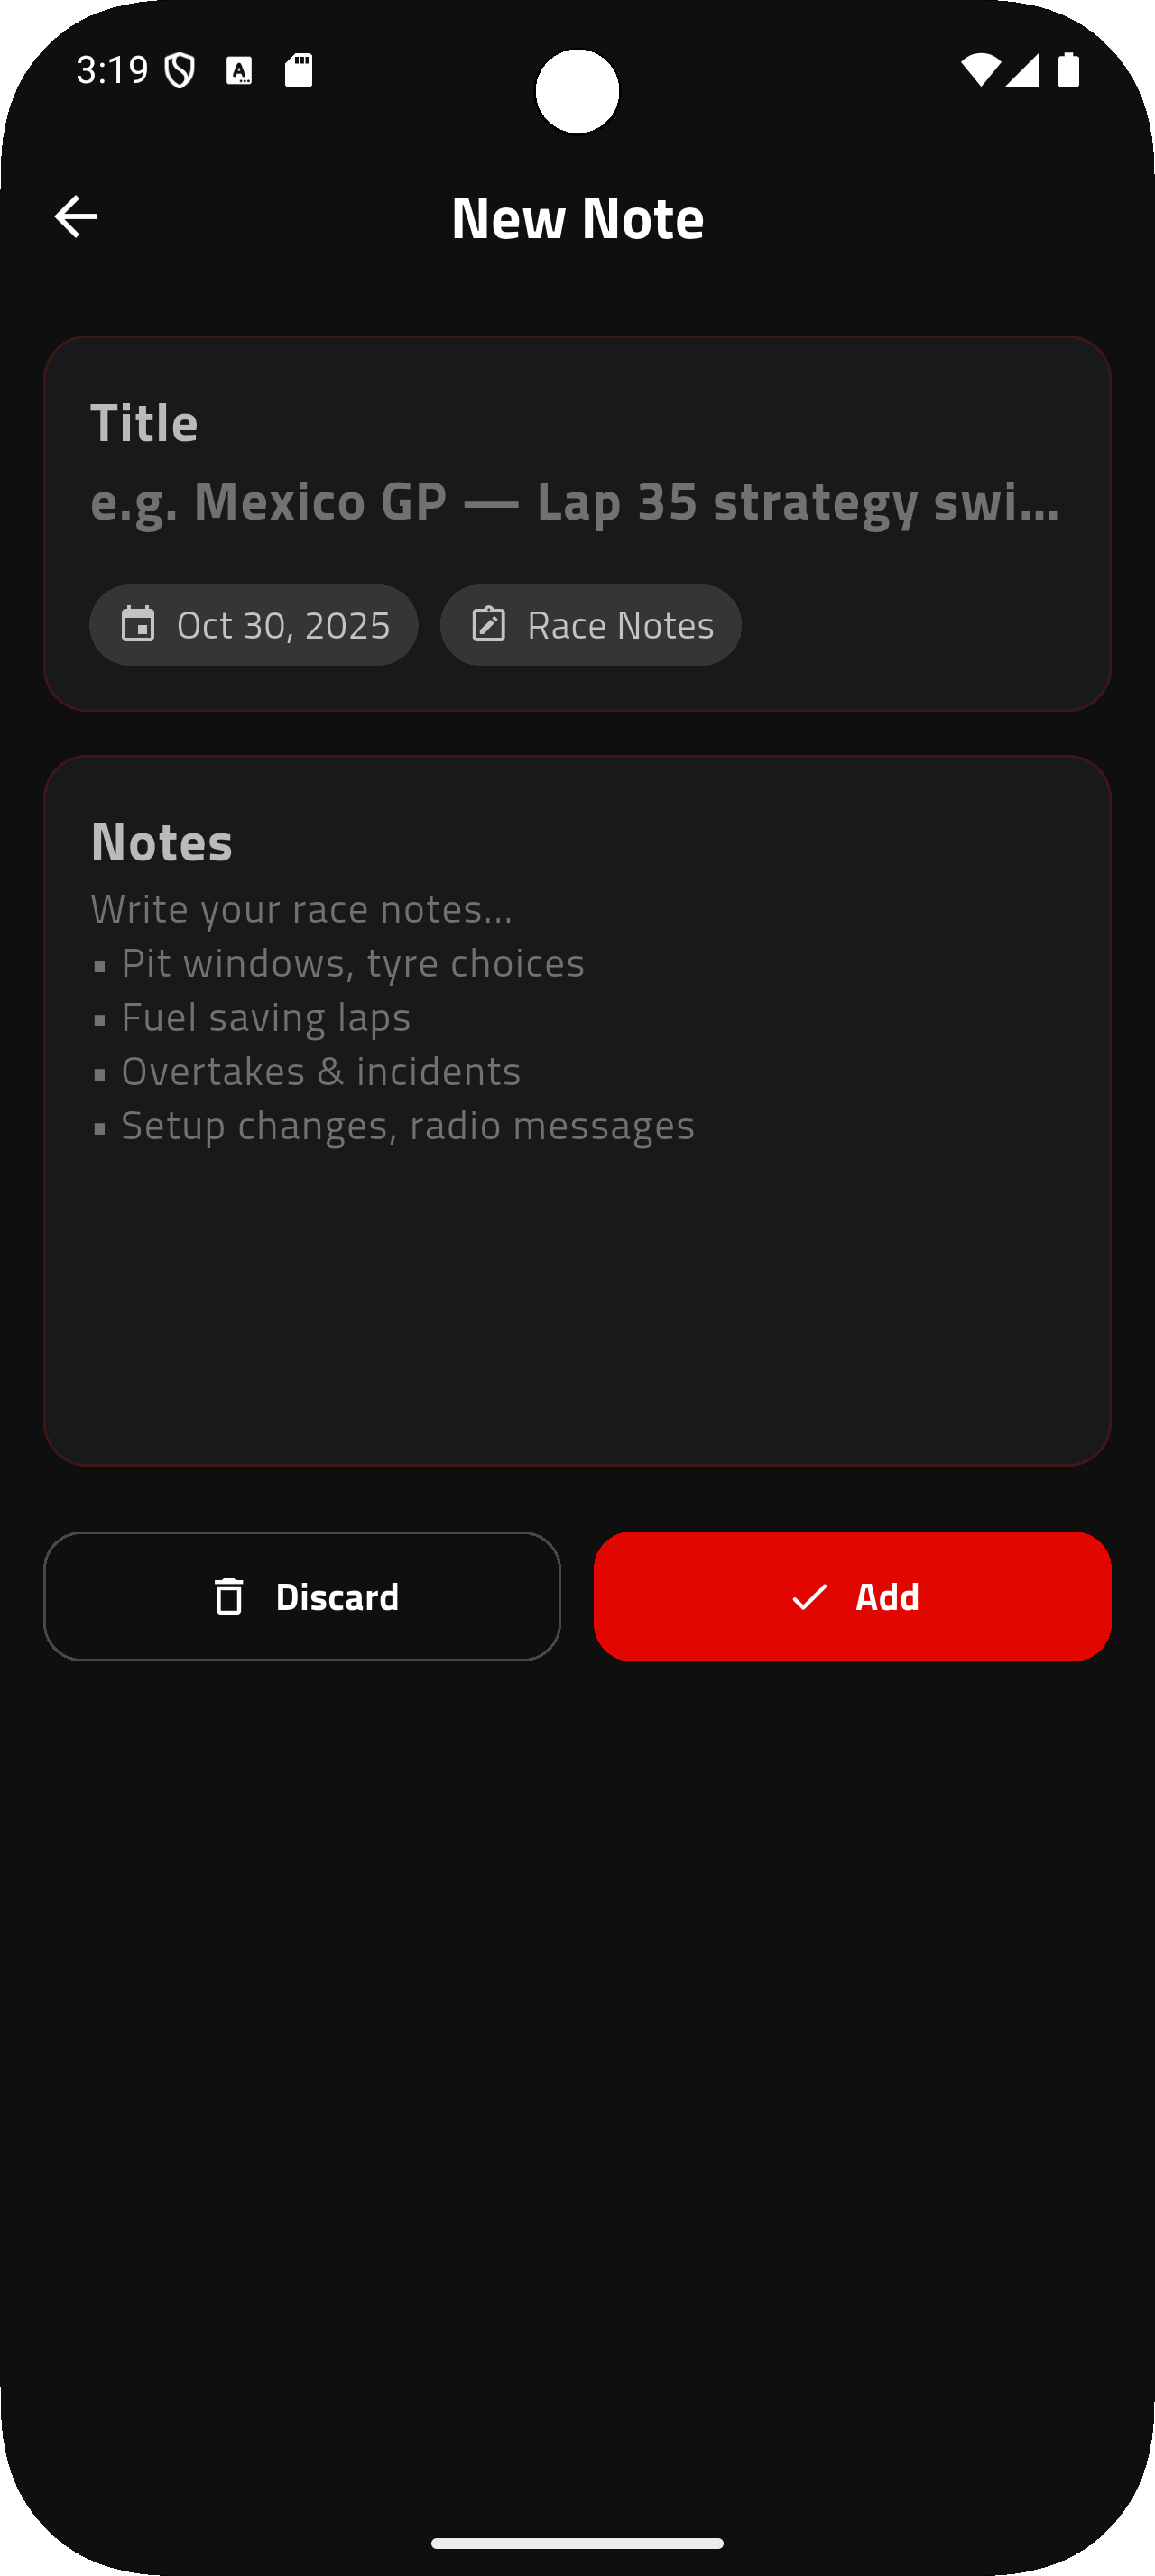 3:19
New Note
Title
e.g. Mexico GP — Lap 35 strategy swi...
Oct 30, 2025
Race Notes
Notes
Write your race notes...
▪ Pit windows, tyre choices
▪ Fuel saving laps
▪ Overtakes & incidents
▪ Setup changes, radio messages
Discard
Add